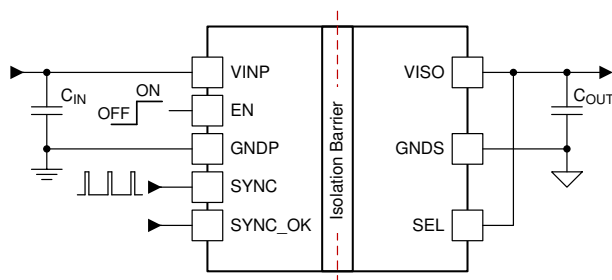 VINP
VISO
C_IN
ON
OFF
EN
C_OUT
GNDP
Isolation Barrier
GNDS
SYNC
SYNC_OK
SEL